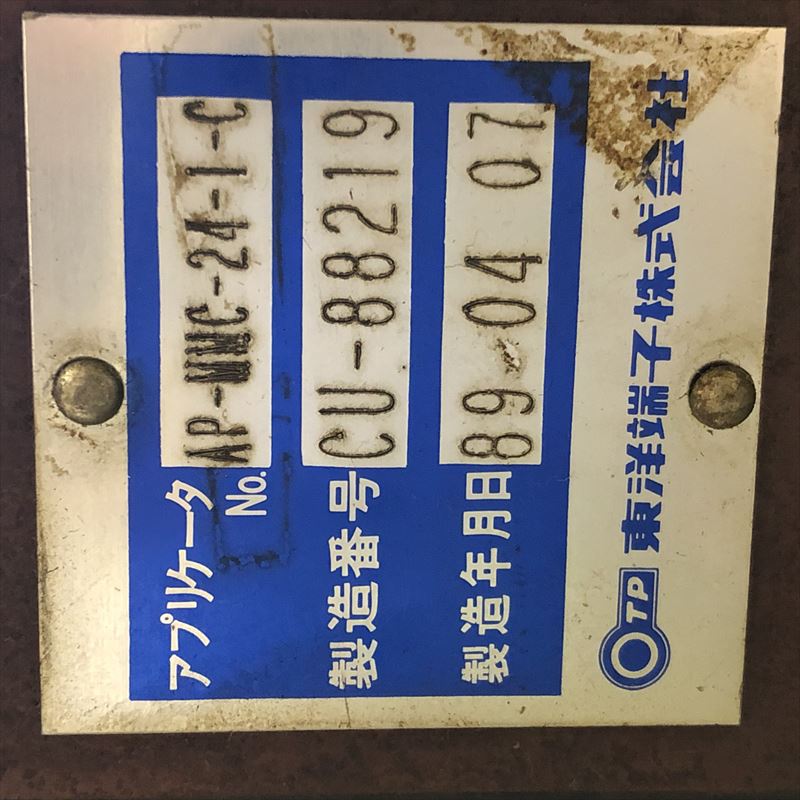 アプリケータ No. AP-MWC-24-1-C
製造番号 CU-88219
製造年月日 89 04 07
TP 東洋端子株式会社